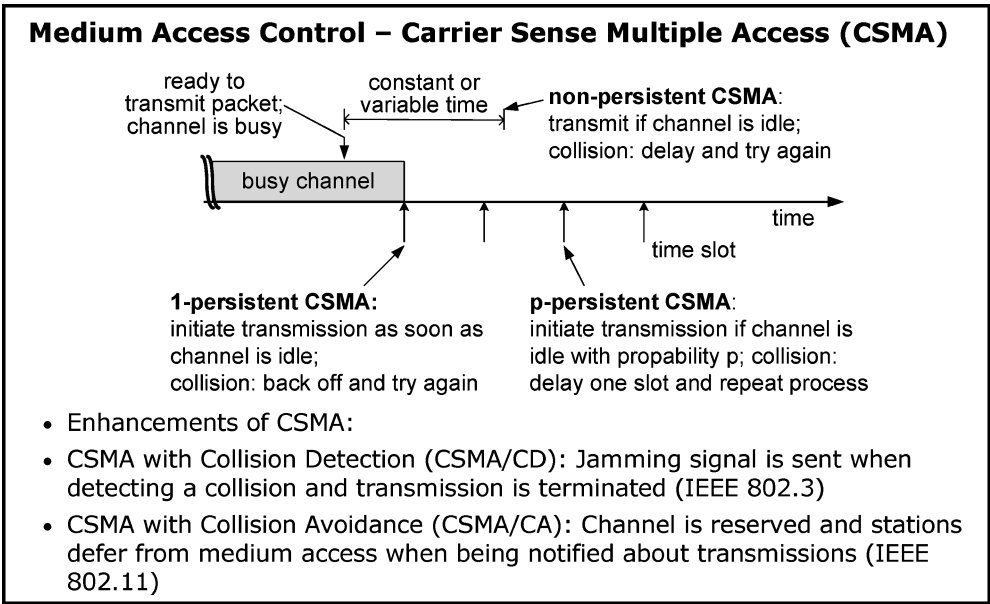 Medium Access Control – Carrier Sense Multiple Access (CSMA)
ready to
transmit packet;
channel is busy
constant or
variable time
non-persistent CSMA:
transmit if channel is idle;
collision: delay and try again
busy channel
time
time slot
1-persistent CSMA:
initiate transmission as soon as
channel is idle;
collision: back off and try again
p-persistent CSMA:
initiate transmission if channel is
idle with propability p; collision:
delay one slot and repeat process
• Enhancements of CSMA:
• CSMA with Collision Detection (CSMA/CD): Jamming signal is sent when
detecting a collision and transmission is terminated (IEEE 802.3)
• CSMA with Collision Avoidance (CSMA/CA): Channel is reserved and stations
defer from medium access when being notified about transmissions (IEEE
802.11)